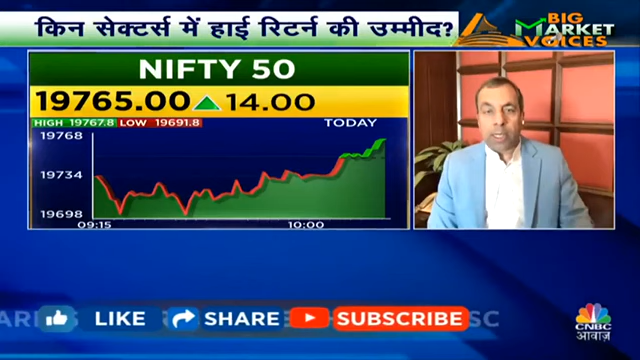 किन सेक्टर्स में हाई रिटर्न की उम्मीद?
BIG
MARKET
VOICES
NIFTY 50
19765.00 14.00
HIGH 19767.8 LOW 19691.8 TODAY
19768
19734
19698
09:15 10:00
LIKE SHARE SUBSCRIBE
CNBC
आवाज़